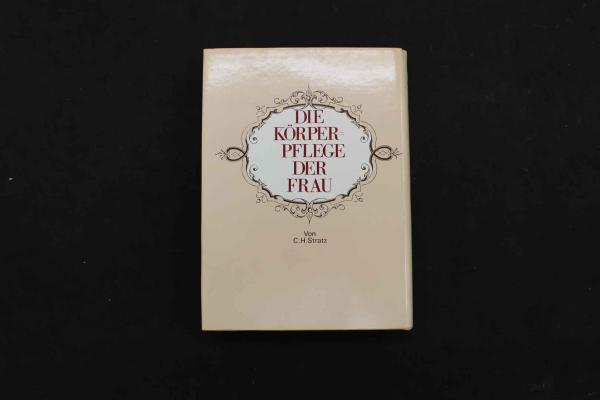 DIE
KÖRPER=
PFLEGE
DER
FRAU
Von
C.H.Stratz